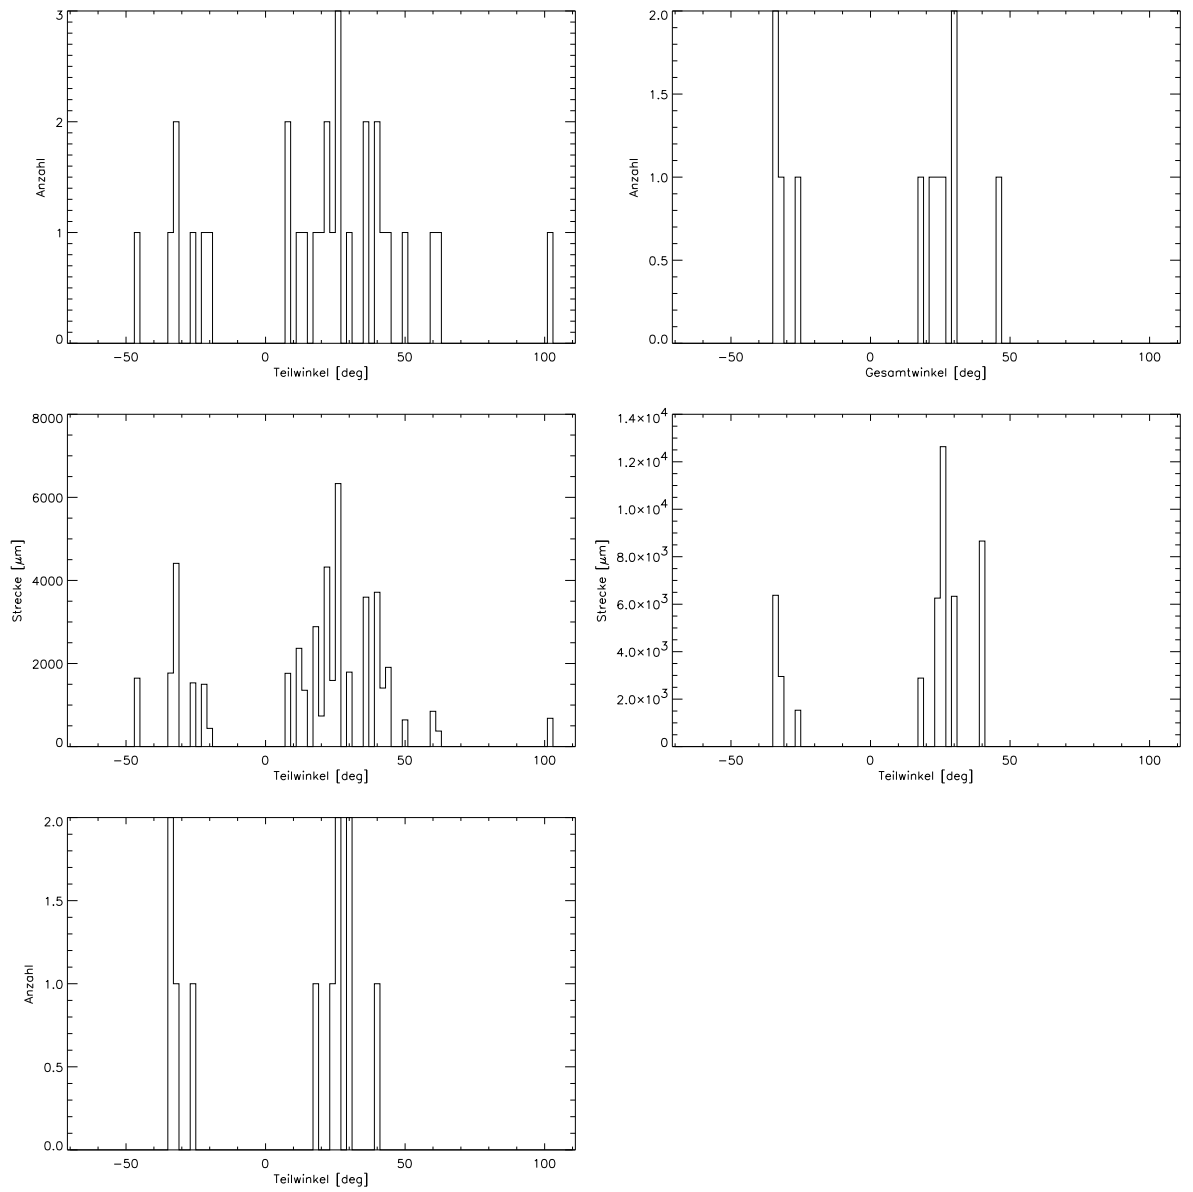 3
2
1
0
Anzahl
−50 0 50 100
Teilwinkel [deg]
2.0
1.5
1.0
0.5
0.0
Anzahl
−50 0 50 100
Gesamtwinkel [deg]
8000
6000
4000
2000
0
Strecke [μm]
−50 0 50 100
Teilwinkel [deg]
1.4×10⁴
1.2×10⁴
1.0×10⁴
8.0×10³
6.0×10³
4.0×10³
2.0×10³
0
Strecke [μm]
−50 0 50 100
Teilwinkel [deg]
2.0
1.5
1.0
0.5
0.0
Anzahl
−50 0 50 100
Teilwinkel [deg]